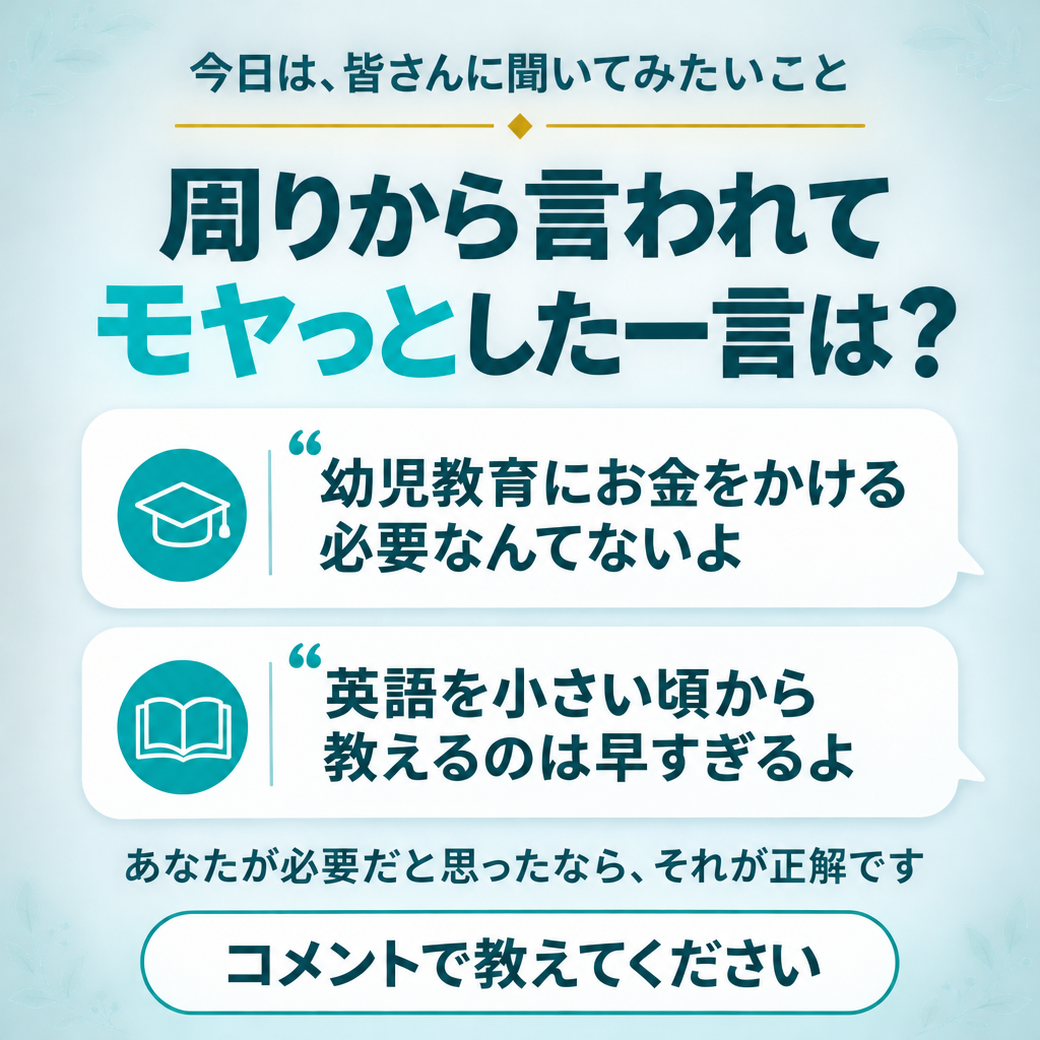 今日は、皆さんに聞いてみたいこと
周りから言われて
モヤっとした一言は?
“幼児教育にお金をかける
必要なんてないよ
“英語を小さい頃から
教えるのは早すぎるよ
あなたが必要だと思ったなら、それが正解です
コメントで教えてください